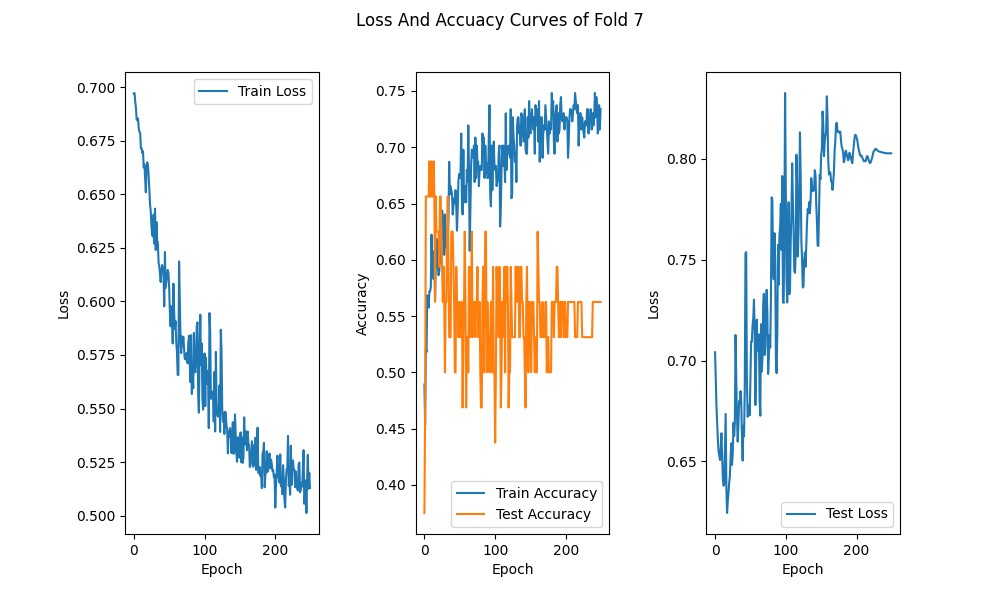 Loss And Accuacy Curves of Fold 7
0.700
0.675
0.650
0.625
0.600
0.575
0.550
0.525
0.500
Loss
0 100 200
Epoch
Train Loss
0.75
0.70
0.65
0.60
0.55
0.50
0.45
0.40
Accuracy
0 100 200
Epoch
Train Accuracy
Test Accuracy
0.80
0.75
0.70
0.65
Loss
0 100 200
Epoch
Test Loss